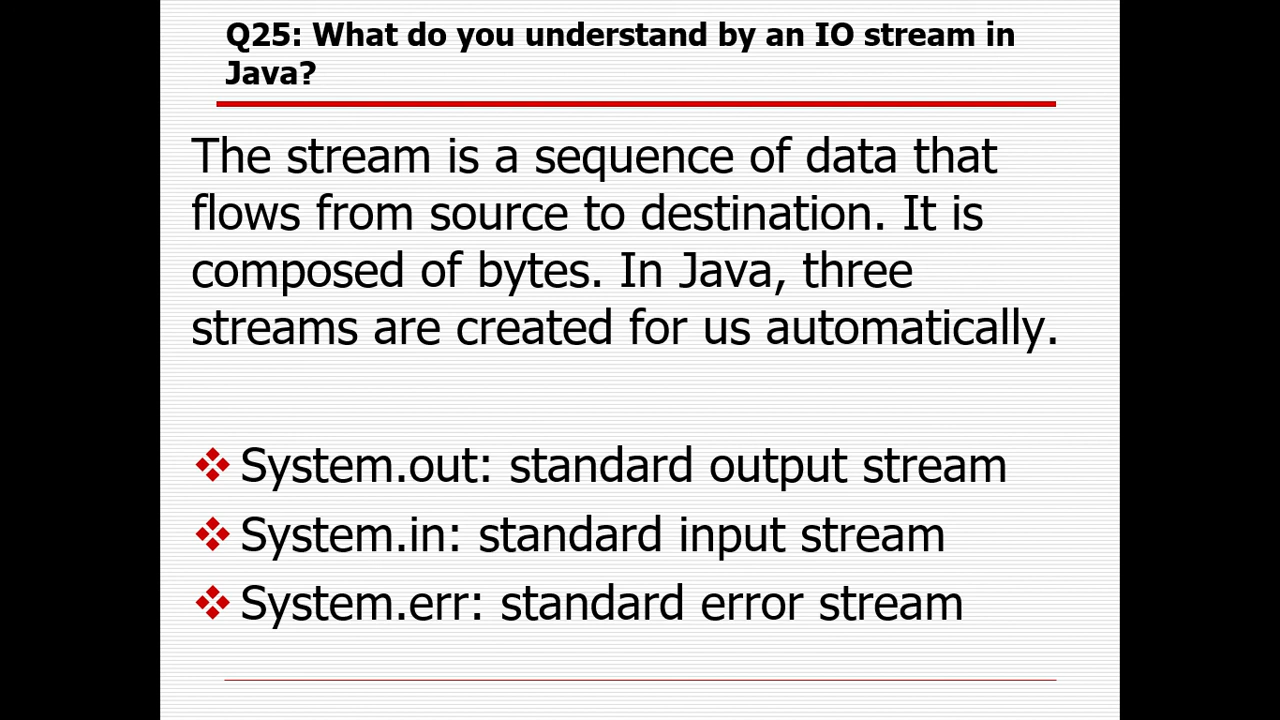 Q25: What do you understand by an IO stream in
Java?
The stream is a sequence of data that
flows from source to destination. It is
composed of bytes. In Java, three
streams are created for us automatically.
System.out: standard output stream
System.in: standard input stream
System.err: standard error stream